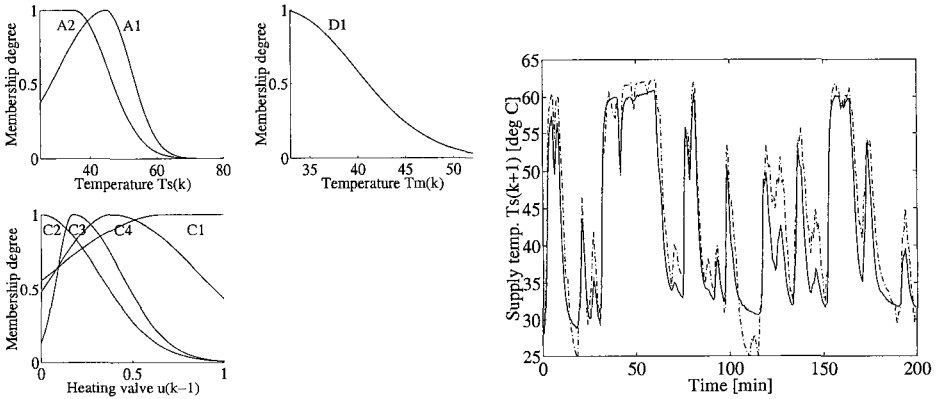 Membership degree
1
0.5
0
A2
A1
40
60
80
Temperature Ts(k)
Membership degree
1
0.5
0
D1
35
40
45
50
Temperature Tm(k)
Membership degree
1
0.5
0
C2
C3
C4
C1
0
0.5
1
Heating valve u(k−1)
Supply temp. Ts(k+1) [deg C]
65
60
55
50
45
40
35
30
25
0
50
100
150
200
Time [min]